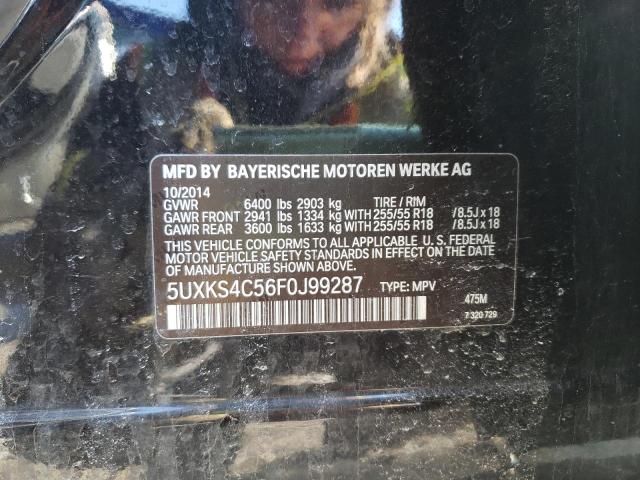 MFD BY BAYERISCHE MOTOREN WERKE AG
10/2014
GVWR 6400 lbs 2903 kg TIRE / RIM
GAWR FRONT 2941 lbs 1334 kg WITH 255/55 R18 /8.5J x 18
GAWR REAR 3600 lbs 1633 kg WITH 255/55 R18 /8.5J x 18
THIS VEHICLE CONFORMS TO ALL APPLICABLE U. S. FEDERAL
MOTOR VEHICLE SAFETY STANDARDS IN EFFECT ON THE DATE
OF MANUFACTURE SHOWN ABOVE.
5UXKS4C56F0J99287 TYPE: MPV
475M
7 320 729